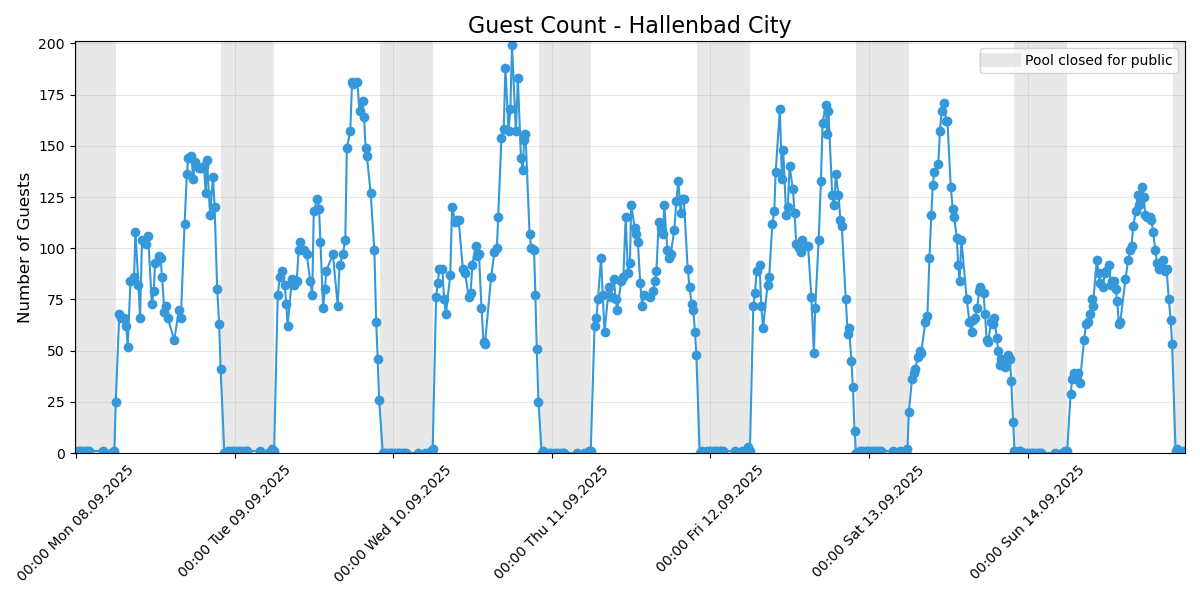 Guest Count - Hallenbad City
Pool closed for public
Number of Guests
200
175
150
125
100
75
50
25
0
00:00 Mon 08.09.2025
00:00 Tue 09.09.2025
00:00 Wed 10.09.2025
00:00 Thu 11.09.2025
00:00 Fri 12.09.2025
00:00 Sat 13.09.2025
00:00 Sun 14.09.2025